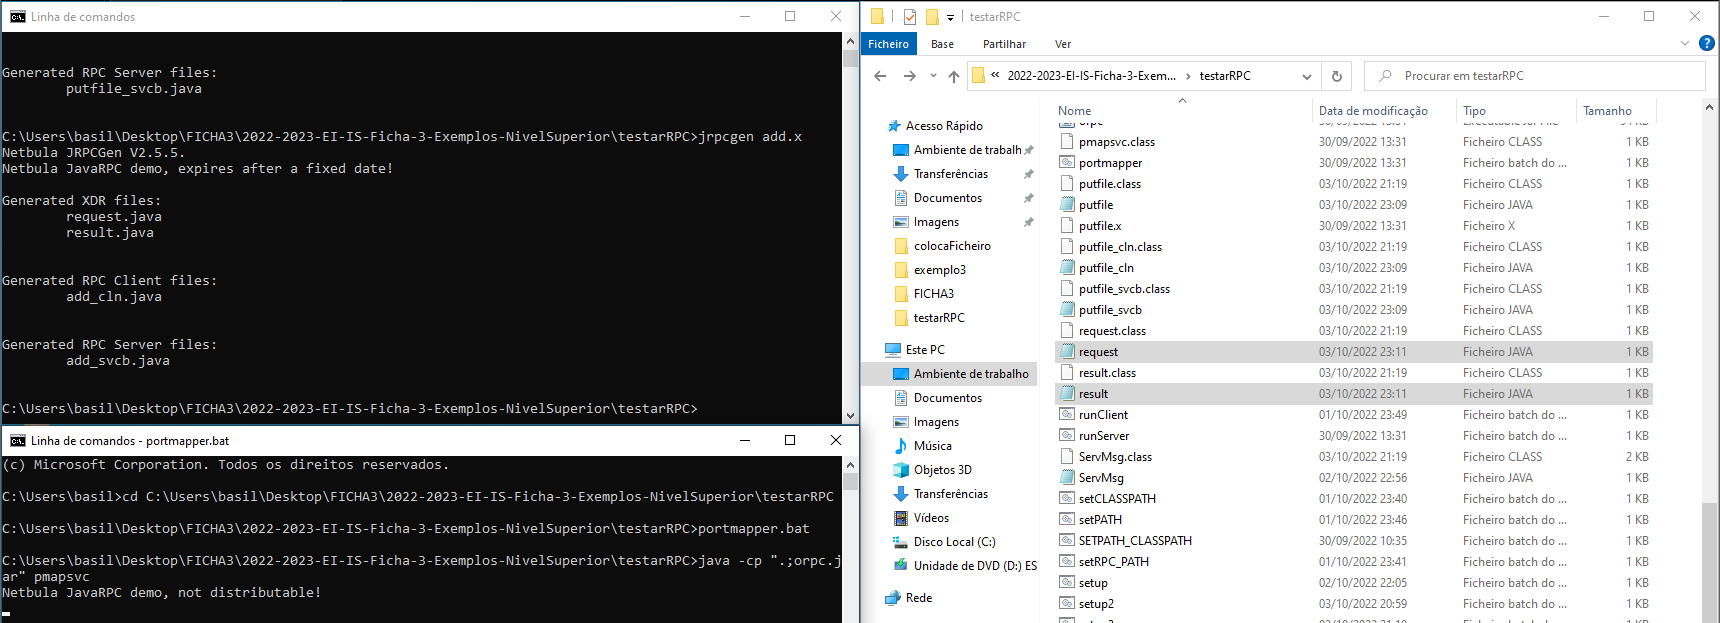 Linha de comandos
Generated RPC Server files:
putfile_svcb.java
C:\Users\basil\Desktop\FICHA3\2022-2023-EI-IS-Ficha-3-Exemplos-NivelSuperior\testarRPC>jrpcgen add.x
Netbula JRPCGen V2.5.5.
Netbula JavaRPC demo, expires after a fixed date!
Generated XDR files:
request.java
result.java
Generated RPC Client files:
add_cln.java
Generated RPC Server files:
add_svcb.java
C:\Users\basil\Desktop\FICHA3\2022-2023-EI-IS-Ficha-3-Exemplos-NivelSuperior\testarRPC>
Linha de comandos - portmapper.bat
(c) Microsoft Corporation. Todos os direitos reservados.
C:\Users\basil>cd C:\Users\basil\Desktop\FICHA3\2022-2023-EI-IS-Ficha-3-Exemplos-NivelSuperior\testarRPC
C:\Users\basil\Desktop\FICHA3\2022-2023-EI-IS-Ficha-3-Exemplos-NivelSuperior\testarRPC>portmapper.bat
C:\Users\basil\Desktop\FICHA3\2022-2023-EI-IS-Ficha-3-Exemplos-NivelSuperior\testarRPC>java -cp ".;orpc.j
ar" pmapsvc
Netbula JavaRPC demo, not distributable!
testarRPC
Ficheiro Base Partilhar Ver
« 2022-2023-EI-IS-Ficha-3-Exem... › testarRPC
Procurar em testarRPC
Acesso Rápido
Ambiente de trabalh
Transferências
Documentos
Imagens
colocaFicheiro
exemplo3
FICHA3
testarRPC
Este PC
Ambiente de trabalho
Documentos
Imagens
Música
Objetos 3D
Transferências
Vídeos
Disco Local (C:)
Unidade de DVD (D:) ES
Rede
Nome Data de modificação Tipo Tamanho
pmapsvc.class 30/09/2022 13:31 Ficheiro CLASS 1 KB
portmapper 30/09/2022 13:31 Ficheiro batch do ... 1 KB
putfile.class 03/10/2022 21:19 Ficheiro CLASS 1 KB
putfile 03/10/2022 23:09 Ficheiro JAVA 1 KB
putfile.x 30/09/2022 13:31 Ficheiro X 1 KB
putfile_cln.class 03/10/2022 21:19 Ficheiro CLASS 1 KB
putfile_cln 03/10/2022 23:09 Ficheiro JAVA 1 KB
putfile_svcb.class 03/10/2022 21:19 Ficheiro CLASS 1 KB
putfile_svcb 03/10/2022 23:09 Ficheiro JAVA 1 KB
request.class 03/10/2022 21:19 Ficheiro CLASS 1 KB
request 03/10/2022 23:11 Ficheiro JAVA 1 KB
result.class 03/10/2022 21:19 Ficheiro CLASS 1 KB
result 03/10/2022 23:11 Ficheiro JAVA 1 KB
runClient 01/10/2022 23:49 Ficheiro batch do ... 1 KB
runServer 30/09/2022 13:31 Ficheiro batch do ... 1 KB
ServMsg.class 03/10/2022 21:19 Ficheiro CLASS 2 KB
ServMsg 02/10/2022 22:56 Ficheiro JAVA 1 KB
setCLASSPATH 01/10/2022 23:40 Ficheiro batch do ... 1 KB
setPATH 01/10/2022 23:46 Ficheiro batch do ... 1 KB
SETPATH_CLASSPATH 30/09/2022 10:35 Ficheiro batch do ... 1 KB
setRPC_PATH 01/10/2022 23:41 Ficheiro batch do ... 1 KB
setup 02/10/2022 22:05 Ficheiro batch do ... 1 KB
setup2 03/10/2022 20:59 Ficheiro batch do ... 1 KB